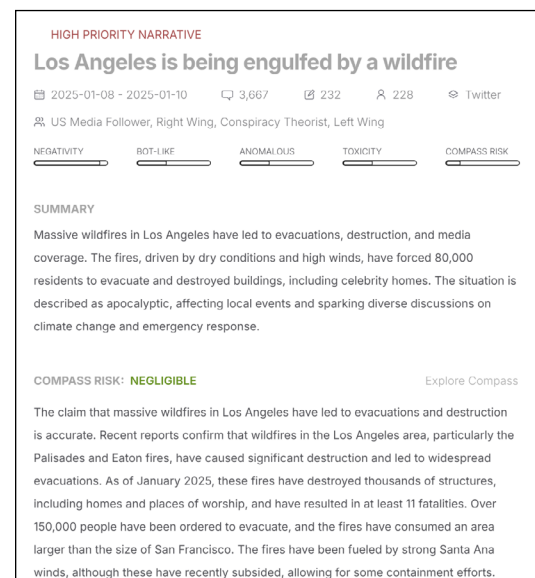 HIGH PRIORITY NARRATIVE
Los Angeles is being engulfed by a wildfire
2025-01-08 - 2025-01-10 3,667 232 228 Twitter
US Media Follower, Right Wing, Conspiracy Theorist, Left Wing
NEGATIVITY BOT-LIKE ANOMALOUS TOXICITY COMPASS RISK
SUMMARY
Massive wildfires in Los Angeles have led to evacuations, destruction, and media
coverage. The fires, driven by dry conditions and high winds, have forced 80,000
residents to evacuate and destroyed buildings, including celebrity homes. The situation is
described as apocalyptic, affecting local events and sparking diverse discussions on
climate change and emergency response.
COMPASS RISK: NEGLIGIBLE Explore Compass
The claim that massive wildfires in Los Angeles have led to evacuations and destruction
is accurate. Recent reports confirm that wildfires in the Los Angeles area, particularly the
Palisades and Eaton fires, have caused significant destruction and led to widespread
evacuations. As of January 2025, these fires have destroyed thousands of structures,
including homes and places of worship, and have resulted in at least 11 fatalities. Over
150,000 people have been ordered to evacuate, and the fires have consumed an area
larger than the size of San Francisco. The fires have been fueled by strong Santa Ana
winds, although these have recently subsided, allowing for some containment efforts.